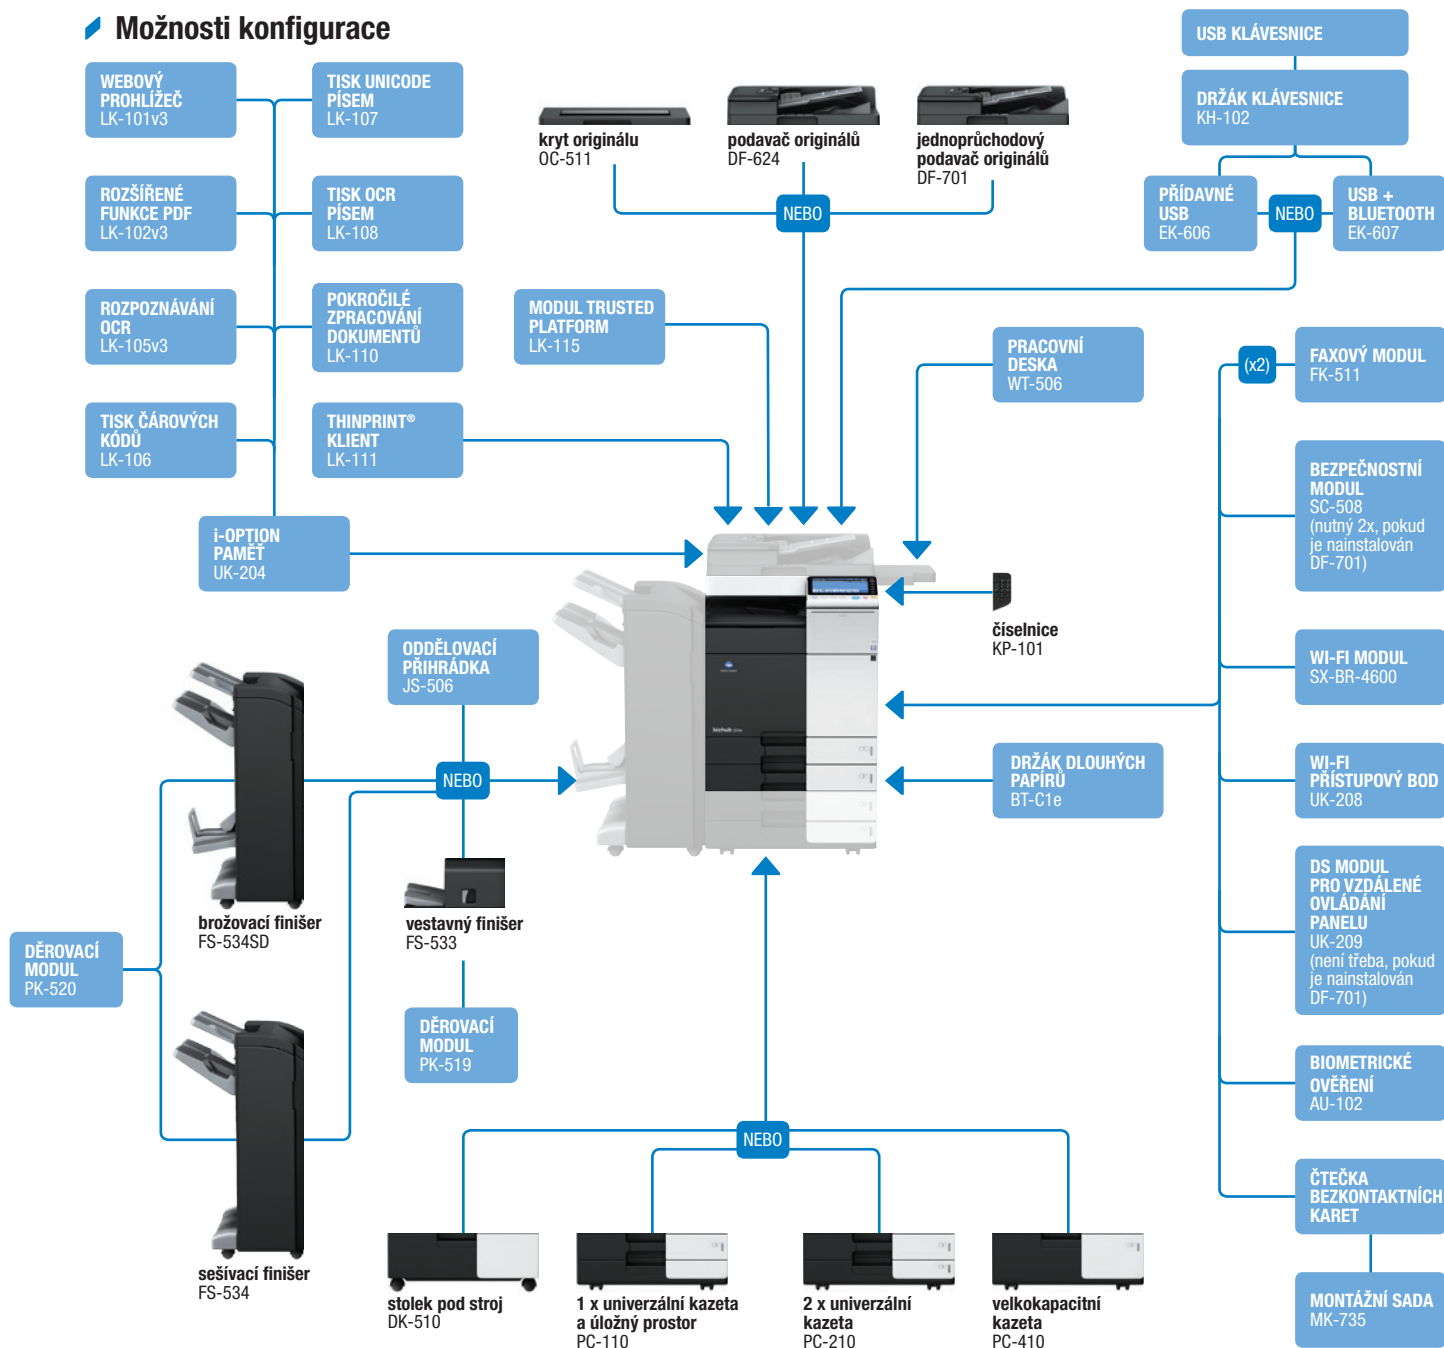 Možnosti konfigurace
WEBOVÝ
PROHLÍŽEČ
LK-101v3
TISK UNICODE
PÍSEM
LK-107
ROZŠÍŘENÉ
FUNKCE PDF
LK-102v3
TISK OCR
PÍSEM
LK-108
ROZPOZNÁVÁNÍ
OCR
LK-105v3
POKROČILÉ
ZPRACOVÁNÍ
DOKUMENTŮ
LK-110
TISK ČÁROVÝCH
KÓDŮ
LK-106
THINPRINT®
KLIENT
LK-111
i-OPTION
PAMĚŤ
UK-204
kryt originálu
OC-511
podavač originálů
DF-624
jednoprůchodový
podavač originálů
DF-701
NEBO
MODUL TRUSTED
PLATFORM
LK-115
USB KLÁVESNICE
DRŽÁK KLÁVESNICE
KH-102
PŘÍDAVNÉ
USB
EK-606
NEBO
USB +
BLUETOOTH
EK-607
PRACOVNÍ
DESKA
WT-506
(x2)
FAXOVÝ MODUL
FK-511
BEZPEČNOSTNÍ
MODUL
SC-508
(nutný 2x, pokud
je nainstalován
DF-701)
číselnice
KP-101
WI-FI MODUL
SX-BR-4600
DRŽÁK DLOUHÝCH
PAPÍRŮ
BT-C1e
WI-FI
PŘÍSTUPOVÝ BOD
UK-208
DS MODUL
PRO VZDÁLENÉ
OVLÁDÁNÍ
PANELU
UK-209
(není třeba, pokud
je nainstalován
DF-701)
BIOMETRICKÉ
OVĚŘENÍ
AU-102
ČTEČKA
BEZKONTAKTNÍCH
KARET
MONTÁŽNÍ SADA
MK-735
ODDĚLOVACÍ
PŘIHRÁDKA
JS-506
NEBO
brožovací finišer
FS-534SD
vestavný finišer
FS-533
DĚROVACÍ
MODUL
PK-520
DĚROVACÍ
MODUL
PK-519
sešívací finišer
FS-534
NEBO
stolek pod stroj
DK-510
1 x univerzální kazeta
a úložný prostor
PC-110
2 x univerzální
kazeta
PC-210
velkokapacitní
kazeta
PC-410
bizhub